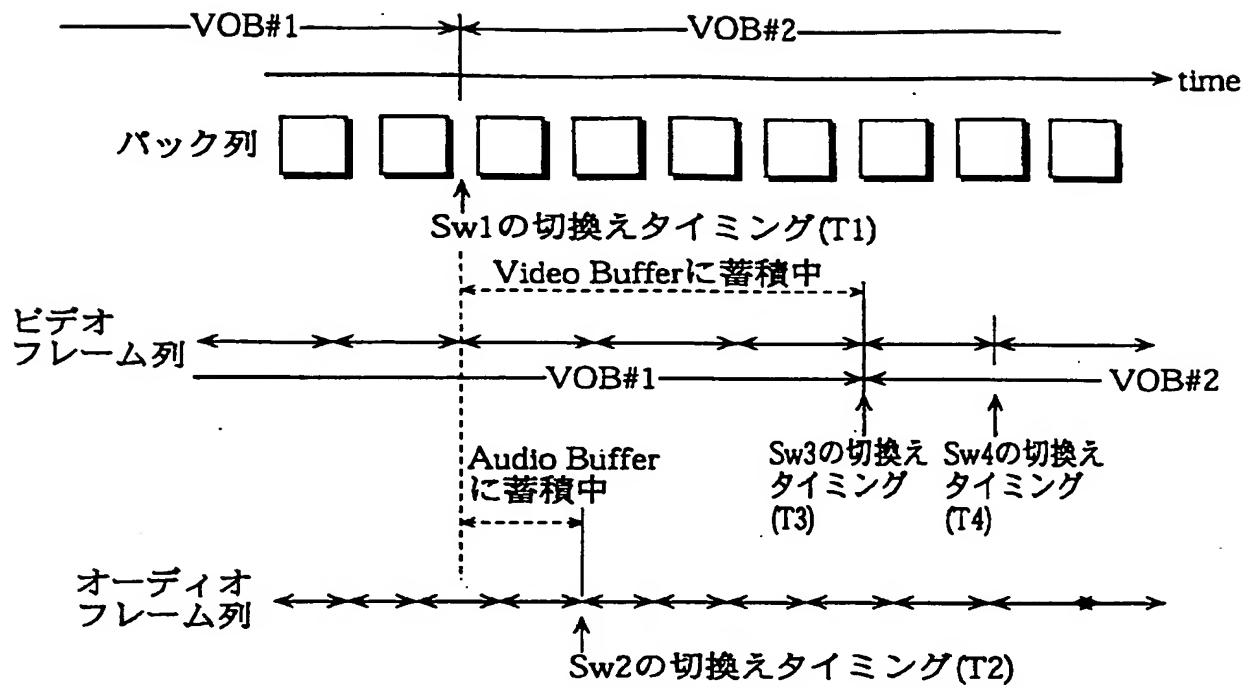 VOB#1
VOB#2
time
パック列
Sw1の切換えタイミング(T1)
Video Bufferに蓄積中
ビデオ
フレーム列
VOB#1
VOB#2
Audio Buffer
に蓄積中
Sw3の切換え
タイミング
(T3)
Sw4の切換え
タイミング
(T4)
オーディオ
フレーム列
Sw2の切換えタイミング(T2)